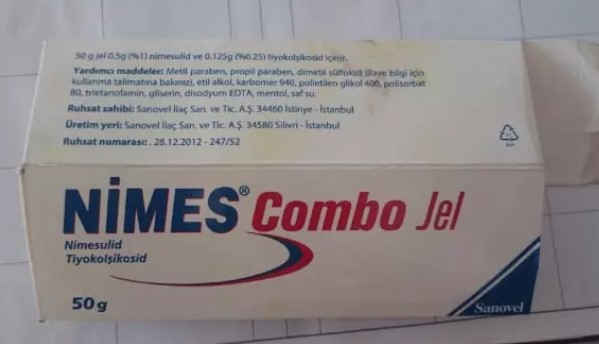 50 g jel 0.5g (%1) nimesulid ve 0.125g (%0.25) tiyokolşikosid içerir.
Yardımcı maddeler: Metil paraben, propil paraben, dimetil sülfoksit (ilave bilgi için
kullanma talimatına bakınız), etil alkol, karbomer 940, polietilen glikol 400, polisorbat
80, trietanolamin, gliserin, disodyum EDTA, mentol, saf su.
Ruhsat sahibi: Sanovel İlaç San. ve Tic. A.Ş. 34460 İstinye - İstanbul
Üretim yeri: Sanovel İlaç San. ve Tic. A.Ş. 34580 Silivri - İstanbul
Ruhsat numarası: 28.12.2012 - 247/52
NİMES® Combo Jel
Nimesulid
Tiyokolşikosid
50 g
Sanovel